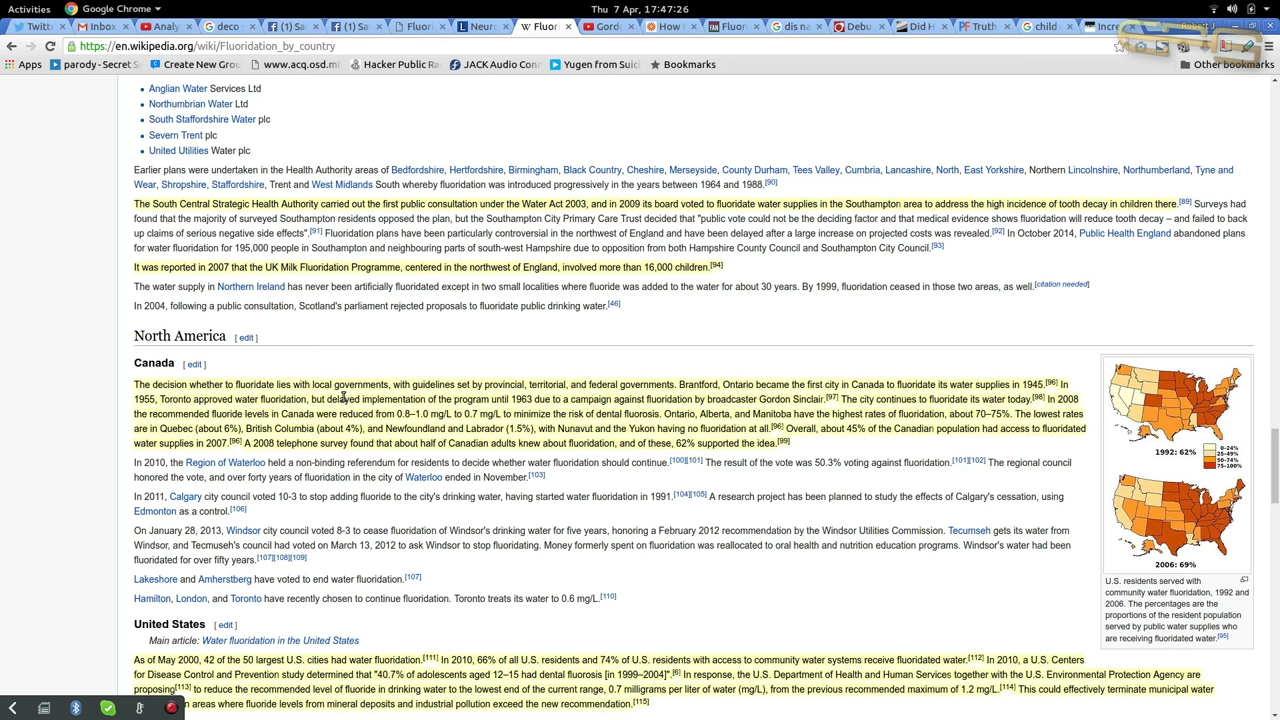 Activities Google Chrome Thu 7 Apr, 17:47:26
Twitt Inbox Analy deco (1) Sa (1) Sa Fluori Neuro Fluor Gord How I Fluor dis na Debu Did H Truth child Incre Robert J
https://en.wikipedia.org/wiki/Fluoridation_by_country
Apps parody - Secret S Create New Grou www.acq.osd.mi Hacker Public Ra JACK Audio Conn Yugen from Suic Bookmarks Other bookmarks
• Anglian Water Services Ltd
• Northumbrian Water Ltd
• South Staffordshire Water plc
• Severn Trent plc
• United Utilities Water plc
Earlier plans were undertaken in the Health Authority areas of Bedfordshire, Hertfordshire, Birmingham, Black Country, Cheshire, Merseyside, County Durham, Tees Valley, Cumbria, Lancashire, North, East Yorkshire, Northern Lincolnshire, Northumberland, Tyne and
Wear, Shropshire, Staffordshire, Trent and West Midlands South whereby fluoridation was introduced progressively in the years between 1964 and 1988.[90]
The South Central Strategic Health Authority carried out the first public consultation under the Water Act 2003, and in 2009 its board voted to fluoridate water supplies in the Southampton area to address the high incidence of tooth decay in children there.[89] Surveys had
found that the majority of surveyed Southampton residents opposed the plan, but the Southampton City Primary Care Trust decided that "public vote could not be the deciding factor and that medical evidence shows fluoridation will reduce tooth decay – and failed to back
up claims of serious negative side effects".[91] Fluoridation plans have been particularly controversial in the northwest of England and have been delayed after a large increase on projected costs was revealed.[92] In October 2014, Public Health England abandoned plans
for water fluoridation for 195,000 people in Southampton and neighbouring parts of south-west Hampshire due to opposition from both Hampshire County Council and Southampton City Council.[93]
It was reported in 2007 that the UK Milk Fluoridation Programme, centered in the northwest of England, involved more than 16,000 children.[94]
The water supply in Northern Ireland has never been artificially fluoridated except in two small localities where fluoride was added to the water for about 30 years. By 1999, fluoridation ceased in those two areas, as well.[citation needed]
In 2004, following a public consultation, Scotland's parliament rejected proposals to fluoridate public drinking water.[46]
North America [ edit ]
Canada [ edit ]
The decision whether to fluoridate lies with local governments, with guidelines set by provincial, territorial, and federal governments. Brantford, Ontario became the first city in Canada to fluoridate its water supplies in 1945.[96] In
1955, Toronto approved water fluoridation, but delayed implementation of the program until 1963 due to a campaign against fluoridation by broadcaster Gordon Sinclair.[97] The city continues to fluoridate its water today.[98] In 2008
the recommended fluoride levels in Canada were reduced from 0.8–1.0 mg/L to 0.7 mg/L to minimize the risk of dental fluorosis. Ontario, Alberta, and Manitoba have the highest rates of fluoridation, about 70–75%. The lowest rates
are in Quebec (about 6%), British Columbia (about 4%), and Newfoundland and Labrador (1.5%), with Nunavut and the Yukon having no fluoridation at all.[96] Overall, about 45% of the Canadian population had access to fluoridated
water supplies in 2007.[96] A 2008 telephone survey found that about half of Canadian adults knew about fluoridation, and of these, 62% supported the idea.[99]
In 2010, the Region of Waterloo held a non-binding referendum for residents to decide whether water fluoridation should continue.[100][101] The result of the vote was 50.3% voting against fluoridation.[101][102] The regional council
honored the vote, and over forty years of fluoridation in the city of Waterloo ended in November.[103]
In 2011, Calgary city council voted 10-3 to stop adding fluoride to the city's drinking water, having started water fluoridation in 1991.[104][105] A research project has been planned to study the effects of Calgary's cessation, using
Edmonton as a control.[106]
On January 28, 2013, Windsor city council voted 8-3 to cease fluoridation of Windsor's drinking water for five years, honoring a February 2012 recommendation by the Windsor Utilities Commission. Tecumseh gets its water from
Windsor, and Tecmuseh's council had voted on March 13, 2012 to ask Windsor to stop fluoridating. Money formerly spent on fluoridation was reallocated to oral health and nutrition education programs. Windsor's water had been
fluoridated for over fifty years.[107][108][109]
Lakeshore and Amherstberg have voted to end water fluoridation.[107]
Hamilton, London, and Toronto have recently chosen to continue fluoridation. Toronto treats its water to 0.6 mg/L.[110]
1992: 62%
0-24%
25-49%
50-74%
75-100%
2006: 69%
U.S. residents served with
community water fluoridation, 1992 and
2006. The percentages are the
proportions of the resident population
served by public water supplies who
are receiving fluoridated water.[95]
United States [ edit ]
Main article: Water fluoridation in the United States
As of May 2000, 42 of the 50 largest U.S. cities had water fluoridation.[111] In 2010, 66% of all U.S. residents and 74% of U.S. residents with access to community water systems receive fluoridated water.[112] In 2010, a U.S. Centers
for Disease Control and Prevention study determined that "40.7% of adolescents aged 12–15 had dental fluorosis [in 1999–2004]".[6] In response, the U.S. Department of Health and Human Services together with the U.S. Environmental Protection Agency are
proposing[113] to reduce the recommended level of fluoride in drinking water to the lowest end of the current range, 0.7 milligrams per liter of water (mg/L), from the previous recommended maximum of 1.2 mg/L.[114] This could effectively terminate municipal water
n areas where fluoride levels from mineral deposits and industrial pollution exceed the new recommendation.[115]